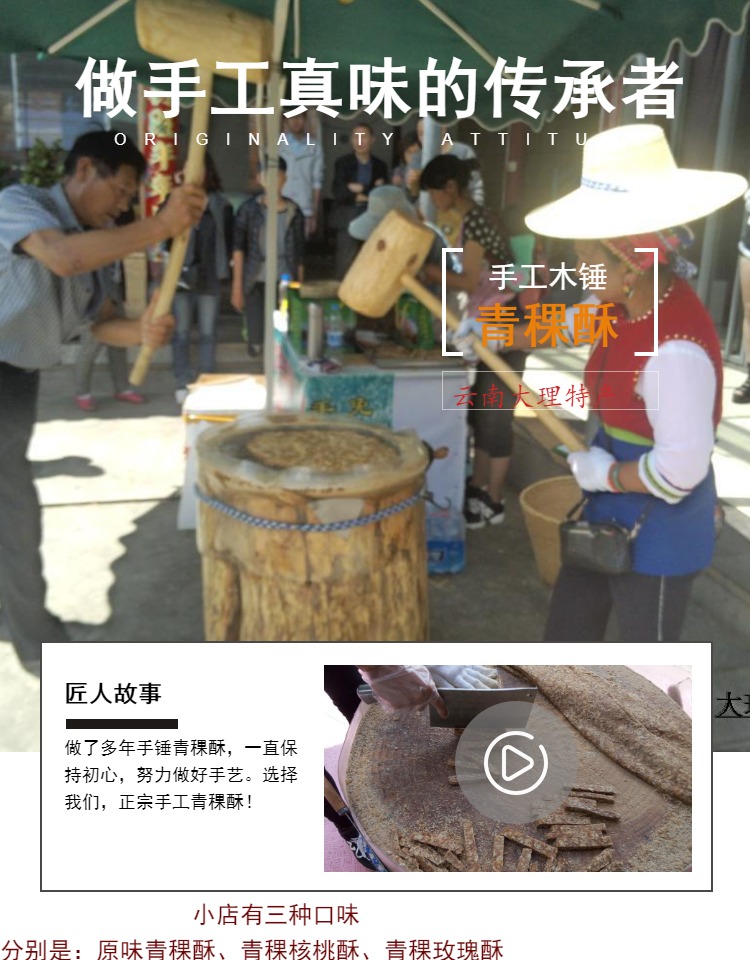 做手工真味的传承者
ORIGINALITY ATTITU
手工木锤
青稞酥
云南大理特
匠人故事
做了多年手锤青稞酥，一直保
持初心，努力做好手艺。选择
我们，正宗手工青稞酥！
大理
小店有三种口味
分别是：原味青稞酥、青稞核桃酥、青稞玫瑰酥